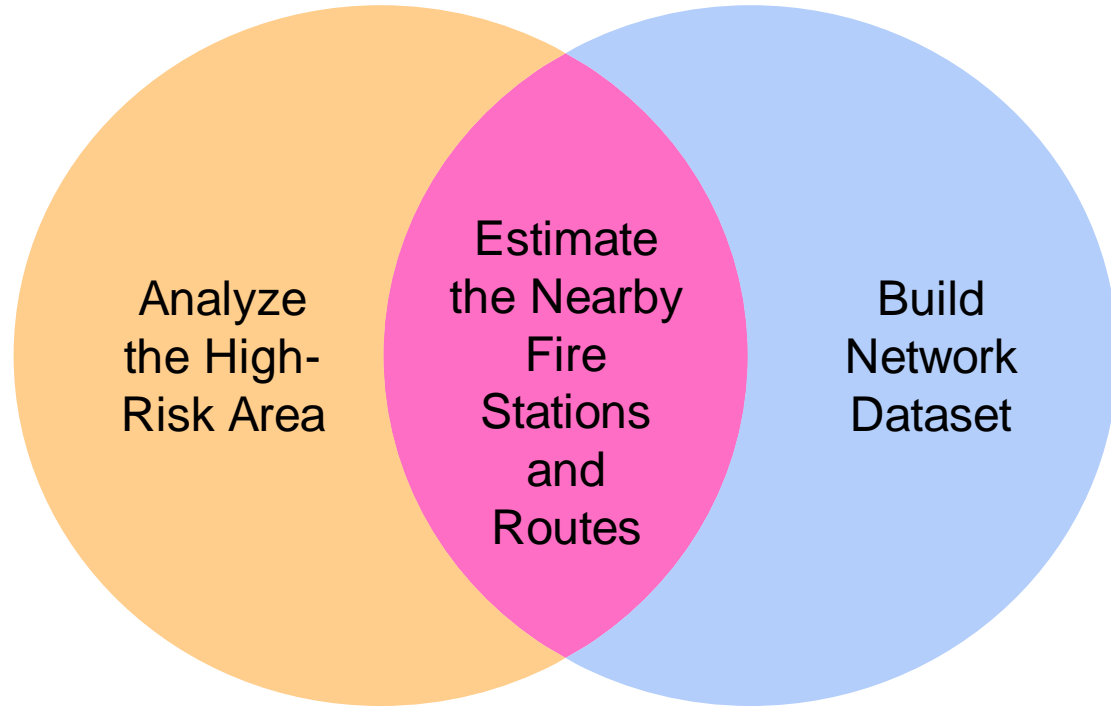 Analyze
the High-
Risk Area
Estimate
the Nearby
Fire
Stations
and
Routes
Build
Network
Dataset